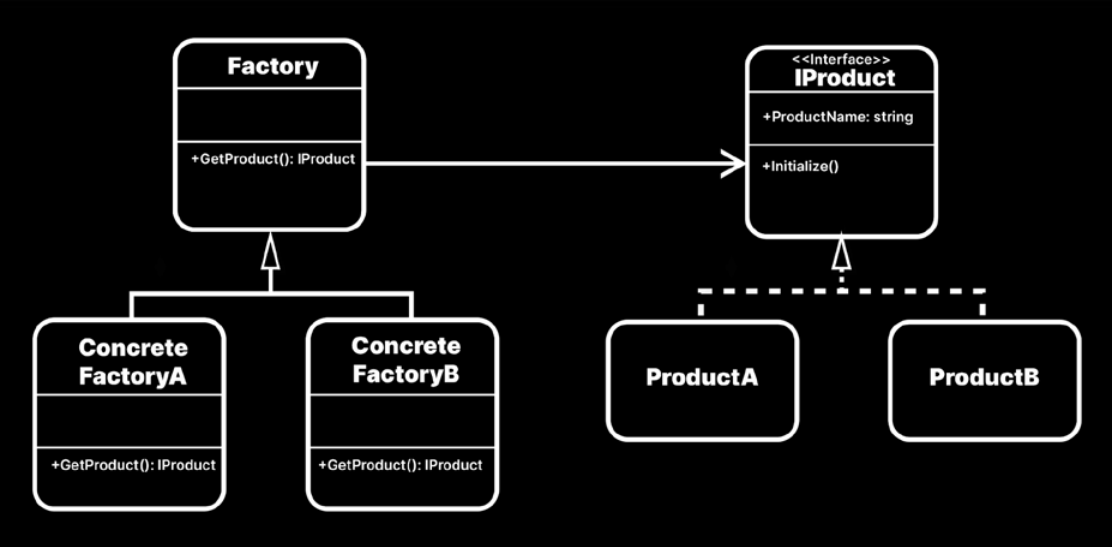 Factory
+GetProduct(): IProduct
<<Interface>>
IProduct
+ProductName: string
+Initialize()
Concrete
FactoryA
+GetProduct(): IProduct
Concrete
FactoryB
+GetProduct(): IProduct
ProductA
ProductB